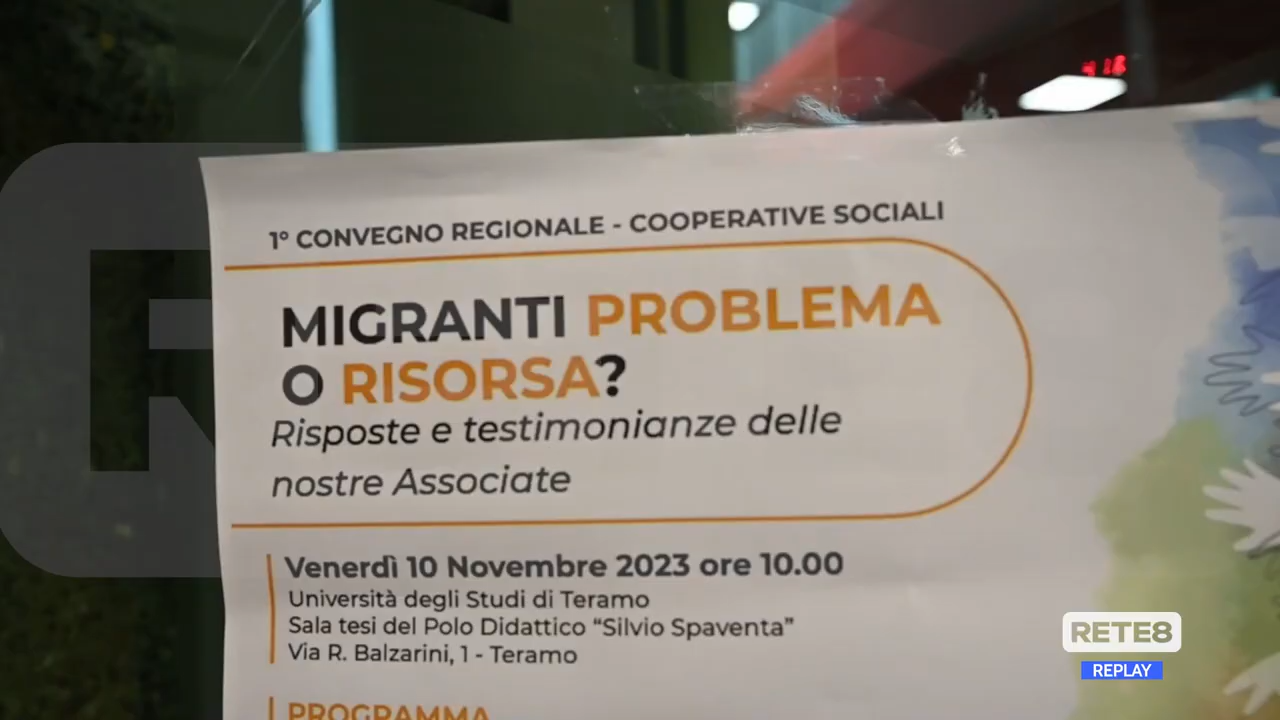 1° CONVEGNO REGIONALE - COOPERATIVE SOCIALI
MIGRANTI PROBLEMA
O RISORSA?
Risposte e testimonianze delle
nostre Associate
Venerdì 10 Novembre 2023 ore 10.00
Università degli Studi di Teramo
Sala tesi del Polo Didattico “Silvio Spaventa”
Via R. Balzarini, 1 - Teramo
PROGRAMMA
RETE8
REPLAY